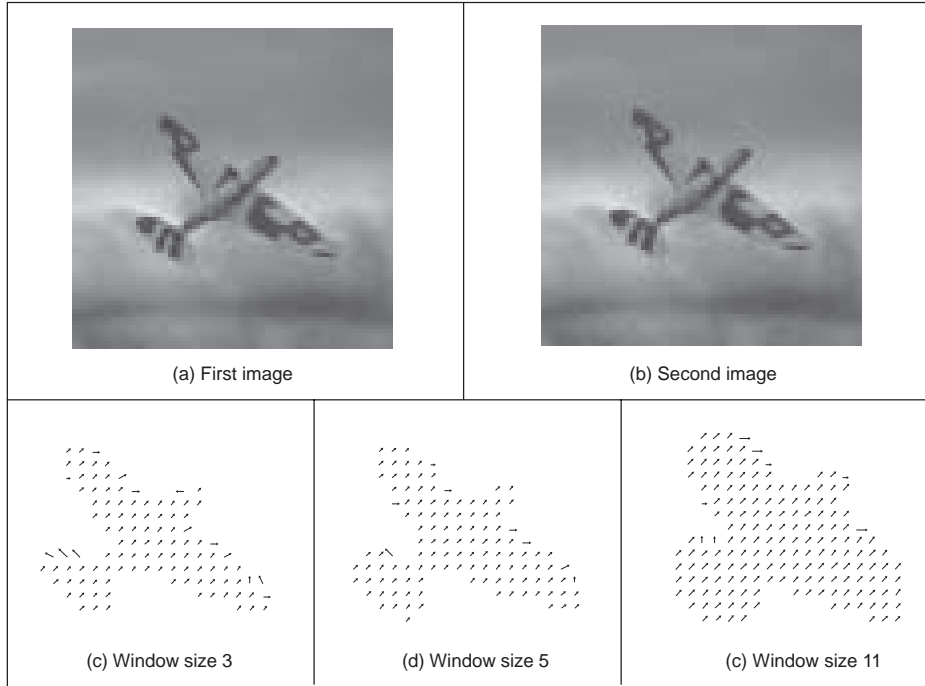 (a) First image
(b) Second image
(c) Window size 3
(d) Window size 5
(c) Window size 11